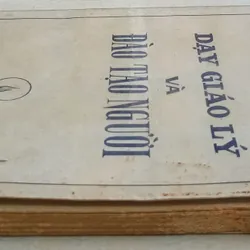 DẠY GIÁO LÝ
VÀ
ĐÀO TẠO NGƯỜI